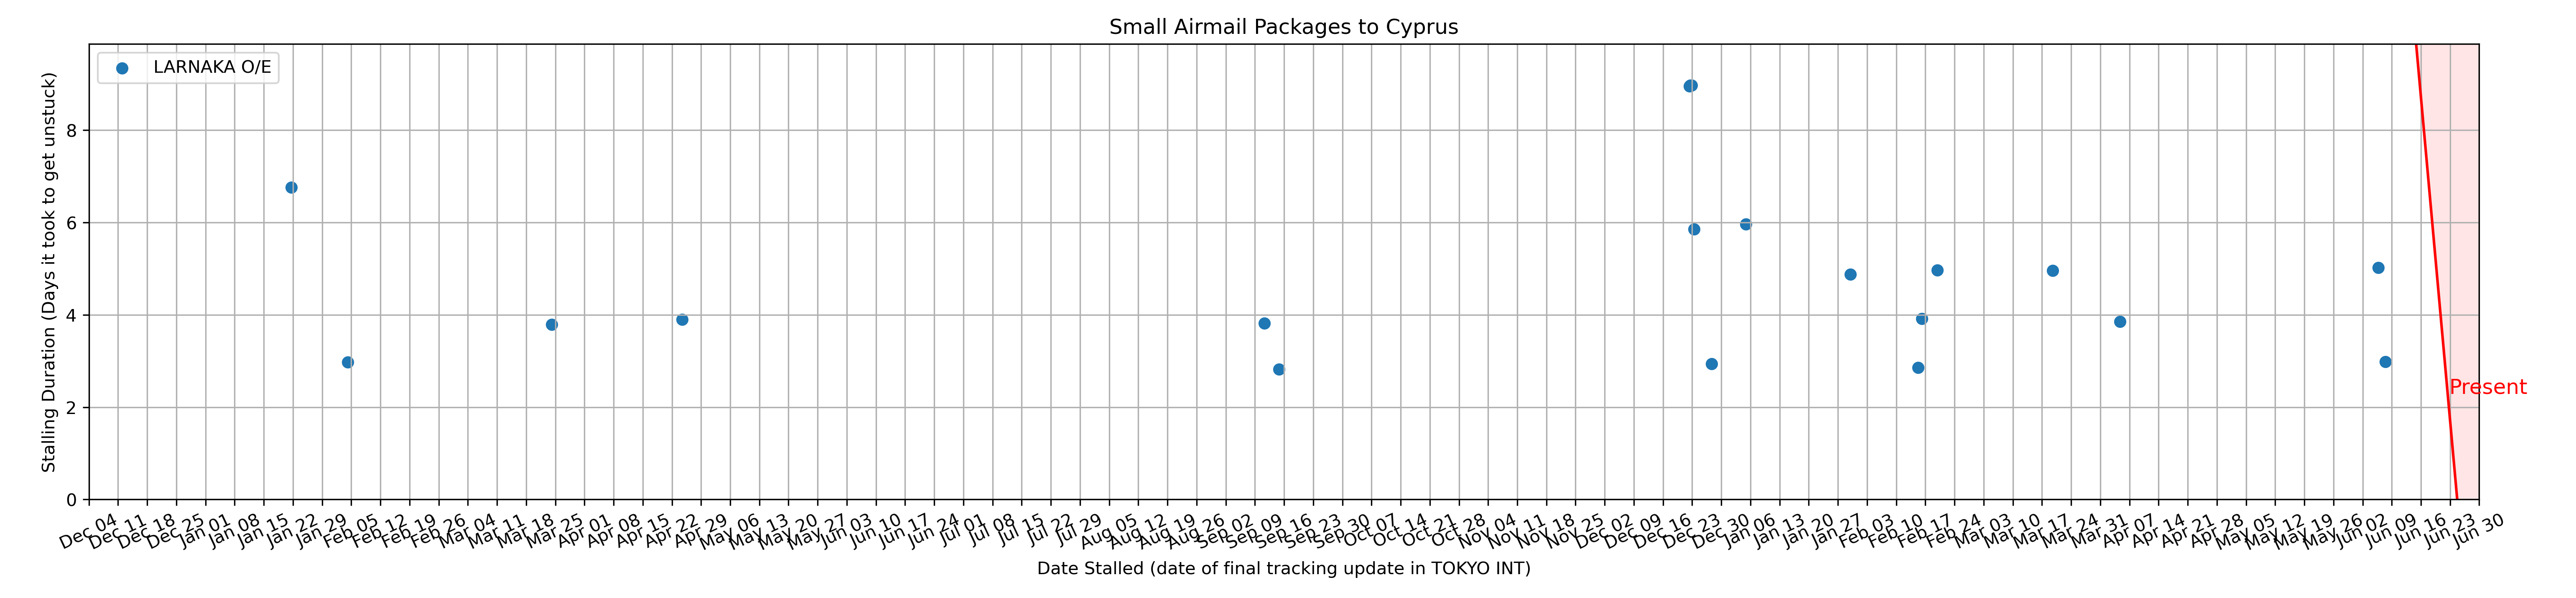 Small Airmail Packages to Cyprus
LARNAKA O/E
Stalling Duration (Days it took to get unstuck)
8
6
4
2
0
Present
Dec 04 Dec 11 Dec 18 Dec 25 Jan 01 Jan 08 Jan 15 Jan 22 Jan 29 Feb 05 Feb 12 Feb 19 Feb 26 Mar 04 Mar 11 Mar 18 Mar 25 Apr 01 Apr 08 Apr 15 Apr 22 Apr 29 May 06 May 13 May 20 May 27 Jun 03 Jun 10 Jun 17 Jun 24 Jul 01 Jul 08 Jul 15 Jul 22 Jul 29 Aug 05 Aug 12 Aug 19 Aug 26 Sep 02 Sep 09 Sep 16 Sep 23 Sep 30 Oct 07 Oct 14 Oct 21 Oct 28 Nov 04 Nov 11 Nov 18 Nov 25 Dec 02 Dec 09 Dec 16 Dec 23 Dec 30 Jan 06 Jan 13 Jan 20 Jan 27 Feb 03 Feb 10 Feb 17 Feb 24 Mar 03 Mar 10 Mar 17 Mar 24 Mar 31 Apr 07 Apr 14 Apr 21 Apr 28 May 05 May 12 May 19 May 26 Jun 02 Jun 09 Jun 16 Jun 23 Jun 30
Date Stalled (date of final tracking update in TOKYO INT)